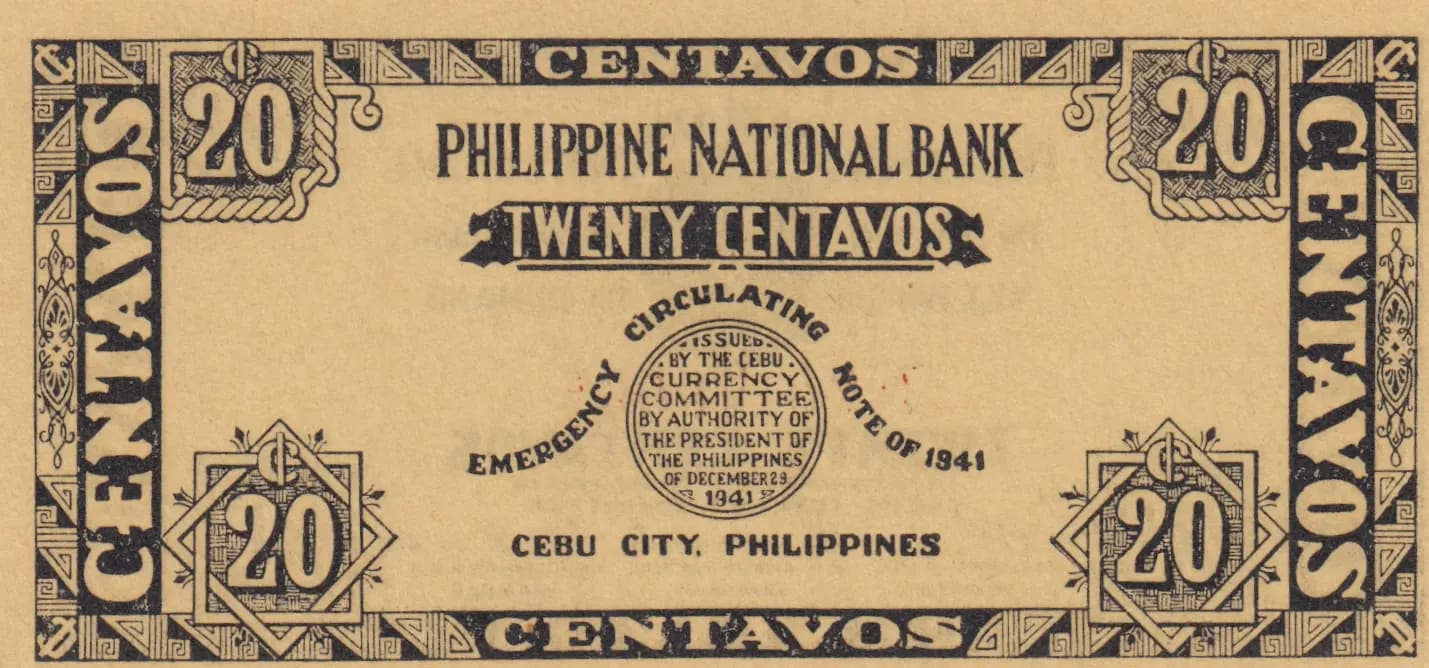 CENTAVOS
₵ 20
₵ 20
PHILIPPINE NATIONAL BANK
TWENTY CENTAVOS
CENTAVOS
CENTAVOS
EMERGENCY CIRCULATING NOTE OF 1941
ISSUED
BY THE CEBU
CURRENCY
COMMITTEE
BY AUTHORITY OF
THE PRESIDENT OF
THE PHILIPPINES
OF DECEMBER 29
1941
CEBU CITY, PHILIPPINES
₵ 20
₵ 20
CENTAVOS